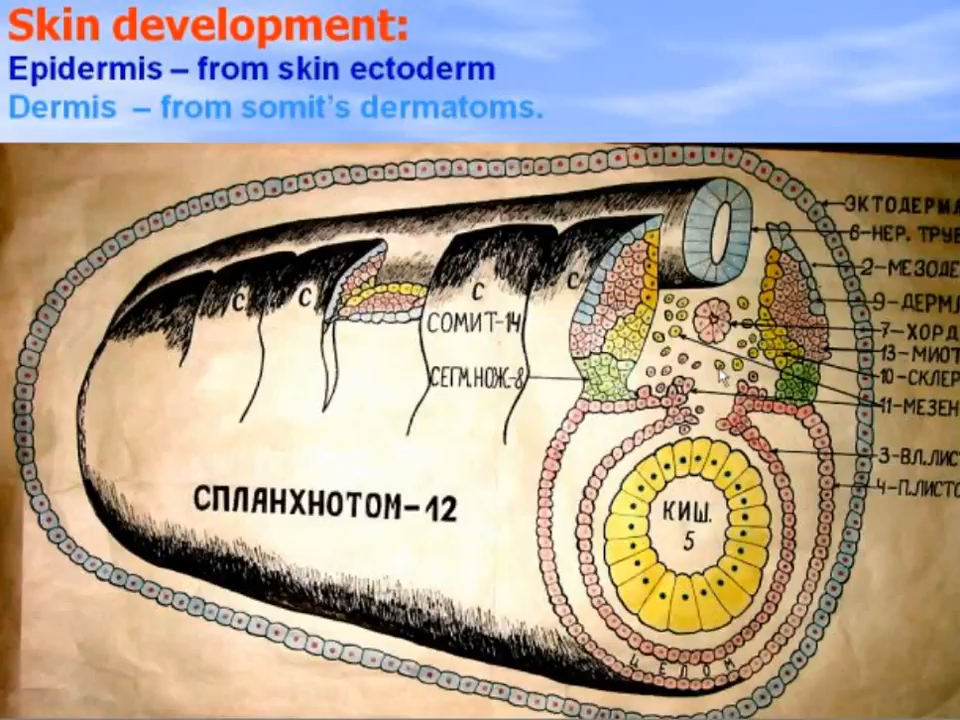 Skin development:
Epidermis – from skin ectoderm
Dermis – from somit's dermatoms.
ЭКТОДЕРМА
6-НЕР. ТРУБ
2-МЕЗОДЕ
9-ДЕРМА
7-ХОРД
13-МИОТ
10-СКЛЕР
11-МЕЗЕН
3-ВЛ.ЛИС
4-П.ЛИСТО
С
С
С
С
СОМИТ-14
СЕГМ.НОЖ-8
СПЛАНХНОТОМ-12
КИШ.
5
ЦЕЛОМ